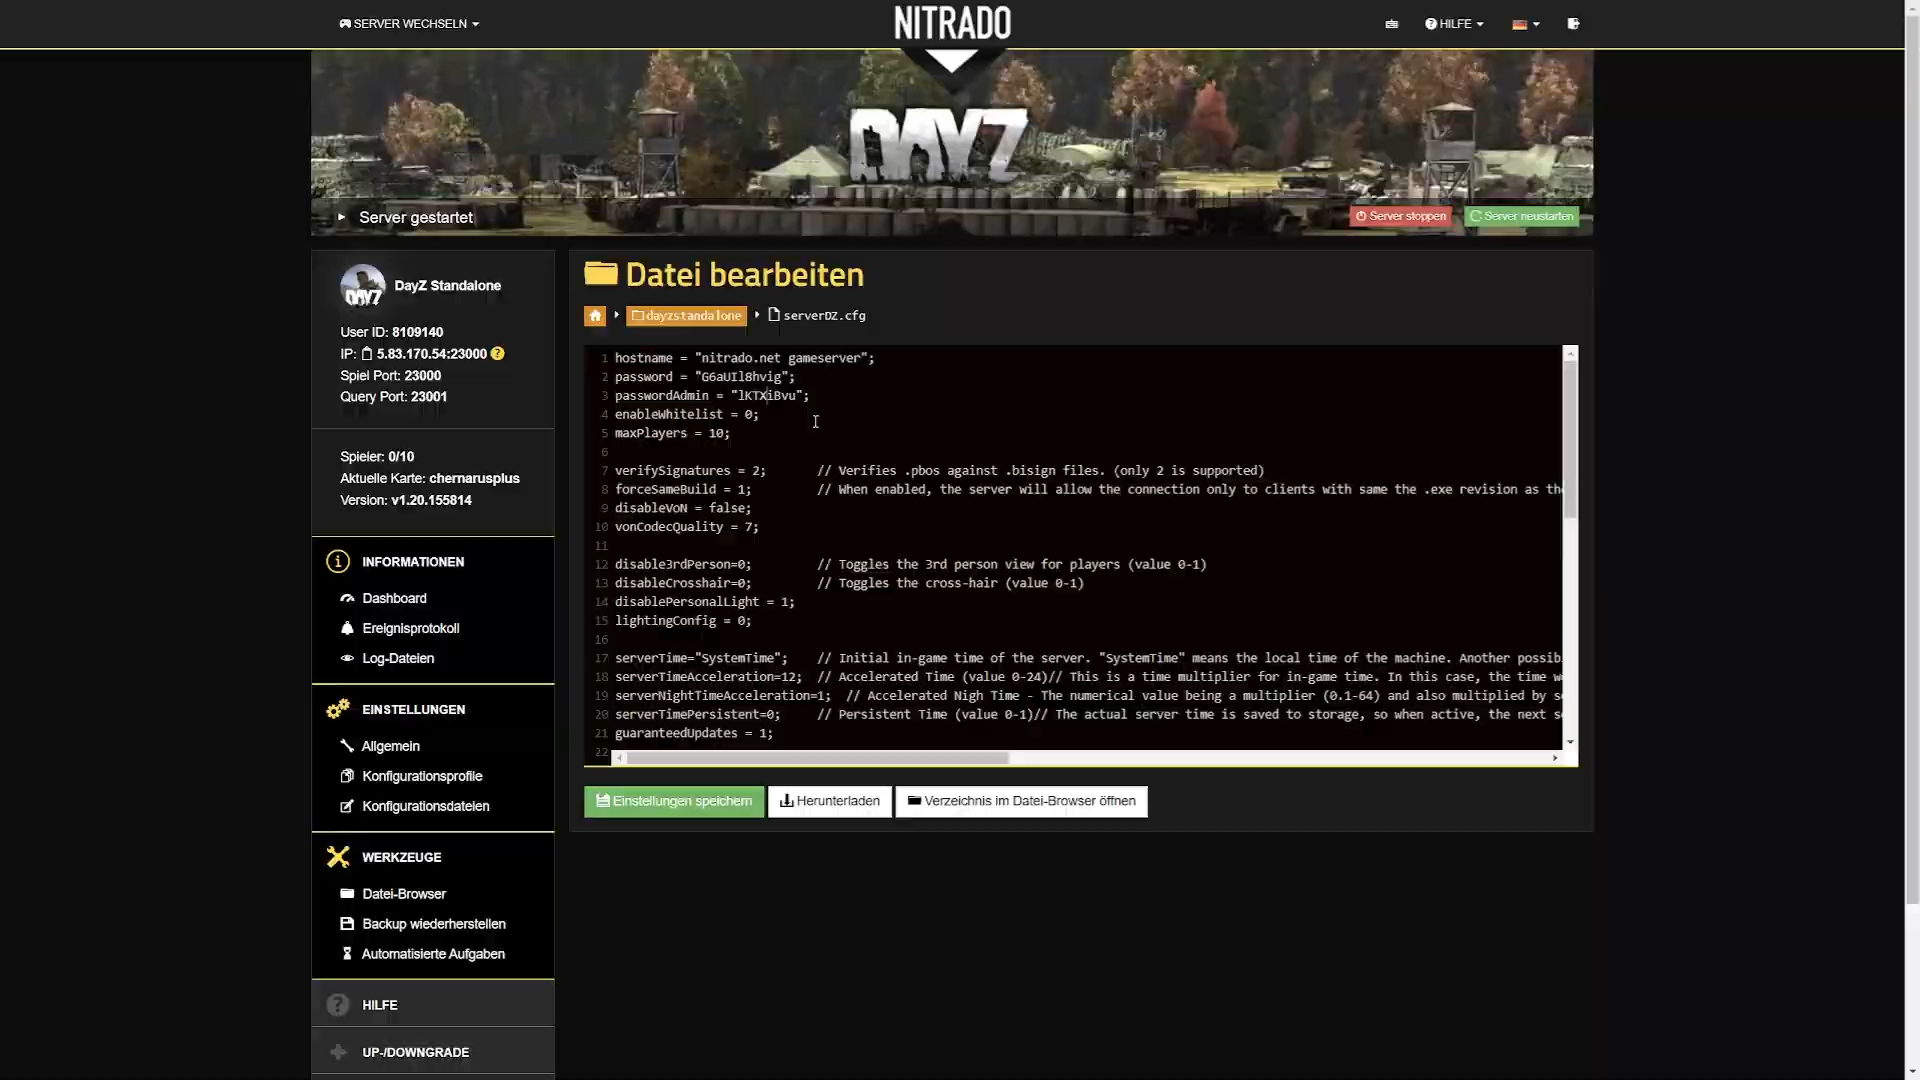 SERVER WECHSELN
NITRADO
HILFE
DAYZ
Server gestartet
Server stoppen
Server neustarten
DAYZ
DayZ Standalone
User ID: 8109140
IP: 5.83.170.54:23000
Spiel Port: 23000
Query Port: 23001
Spieler: 0/10
Aktuelle Karte: chernarusplus
Version: v1.20.155814
INFORMATIONEN
Dashboard
Ereignisprotokoll
Log-Dateien
EINSTELLUNGEN
Allgemein
Konfigurationsprofile
Konfigurationsdateien
WERKZEUGE
Datei-Browser
Backup wiederherstellen
Automatisierte Aufgaben
HILFE
UP-/DOWNGRADE
Datei bearbeiten
dayzstandalone
serverDZ.cfg
1 hostname = "nitrado.net gameserver";
2 password = "G6aUIl8hvig";
3 passwordAdmin = "lKTXiBvu";
4 enableWhitelist = 0;
5 maxPlayers = 10;
6
7 verifySignatures = 2; // Verifies .pbos against .bisign files. (only 2 is supported)
8 forceSameBuild = 1; // When enabled, the server will allow the connection only to clients with same the .exe revision as th
9 disableVoN = false;
10 vonCodecQuality = 7;
11
12 disable3rdPerson=0; // Toggles the 3rd person view for players (value 0-1)
13 disableCrosshair=0; // Toggles the cross-hair (value 0-1)
14 disablePersonalLight = 1;
15 lightingConfig = 0;
16
17 serverTime="SystemTime"; // Initial in-game time of the server. "SystemTime" means the local time of the machine. Another possib
18 serverTimeAcceleration=12; // Accelerated Time (value 0-24)// This is a time multiplier for in-game time. In this case, the time w
19 serverNightTimeAcceleration=1; // Accelerated Nigh Time - The numerical value being a multiplier (0.1-64) and also multiplied by s
20 serverTimePersistent=0; // Persistent Time (value 0-1)// The actual server time is saved to storage, so when active, the next s
21 guaranteedUpdates = 1;
22
Einstellungen speichern
Herunterladen
Verzeichnis im Datei-Browser öffnen